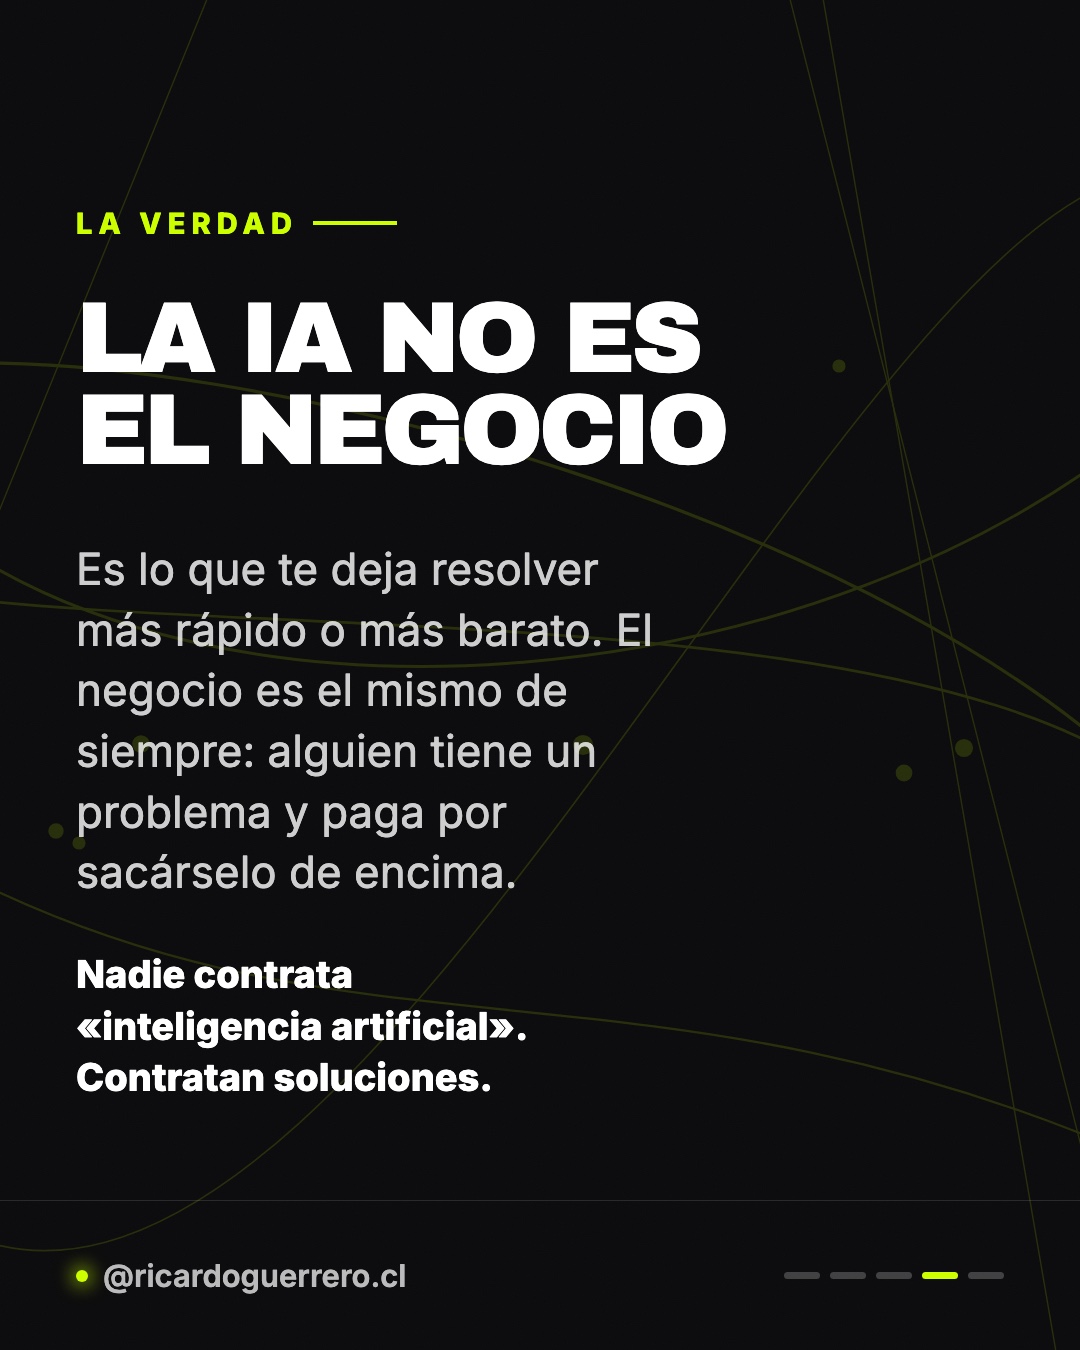 LA VERDAD
LA IA NO ES
EL NEGOCIO
Es lo que te deja resolver
más rápido o más barato. El
negocio es el mismo de
siempre: alguien tiene un
problema y paga por
sacárselo de encima.
Nadie contrata
«inteligencia artificial».
Contratan soluciones.
@ricardoguerrero.cl